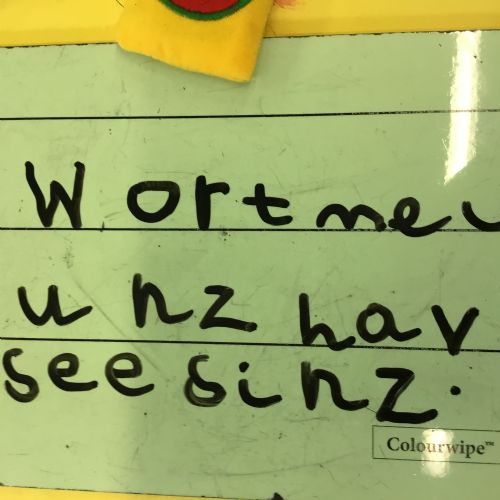 Wortmeu
unz hav
see sinz.
Colourwipe™